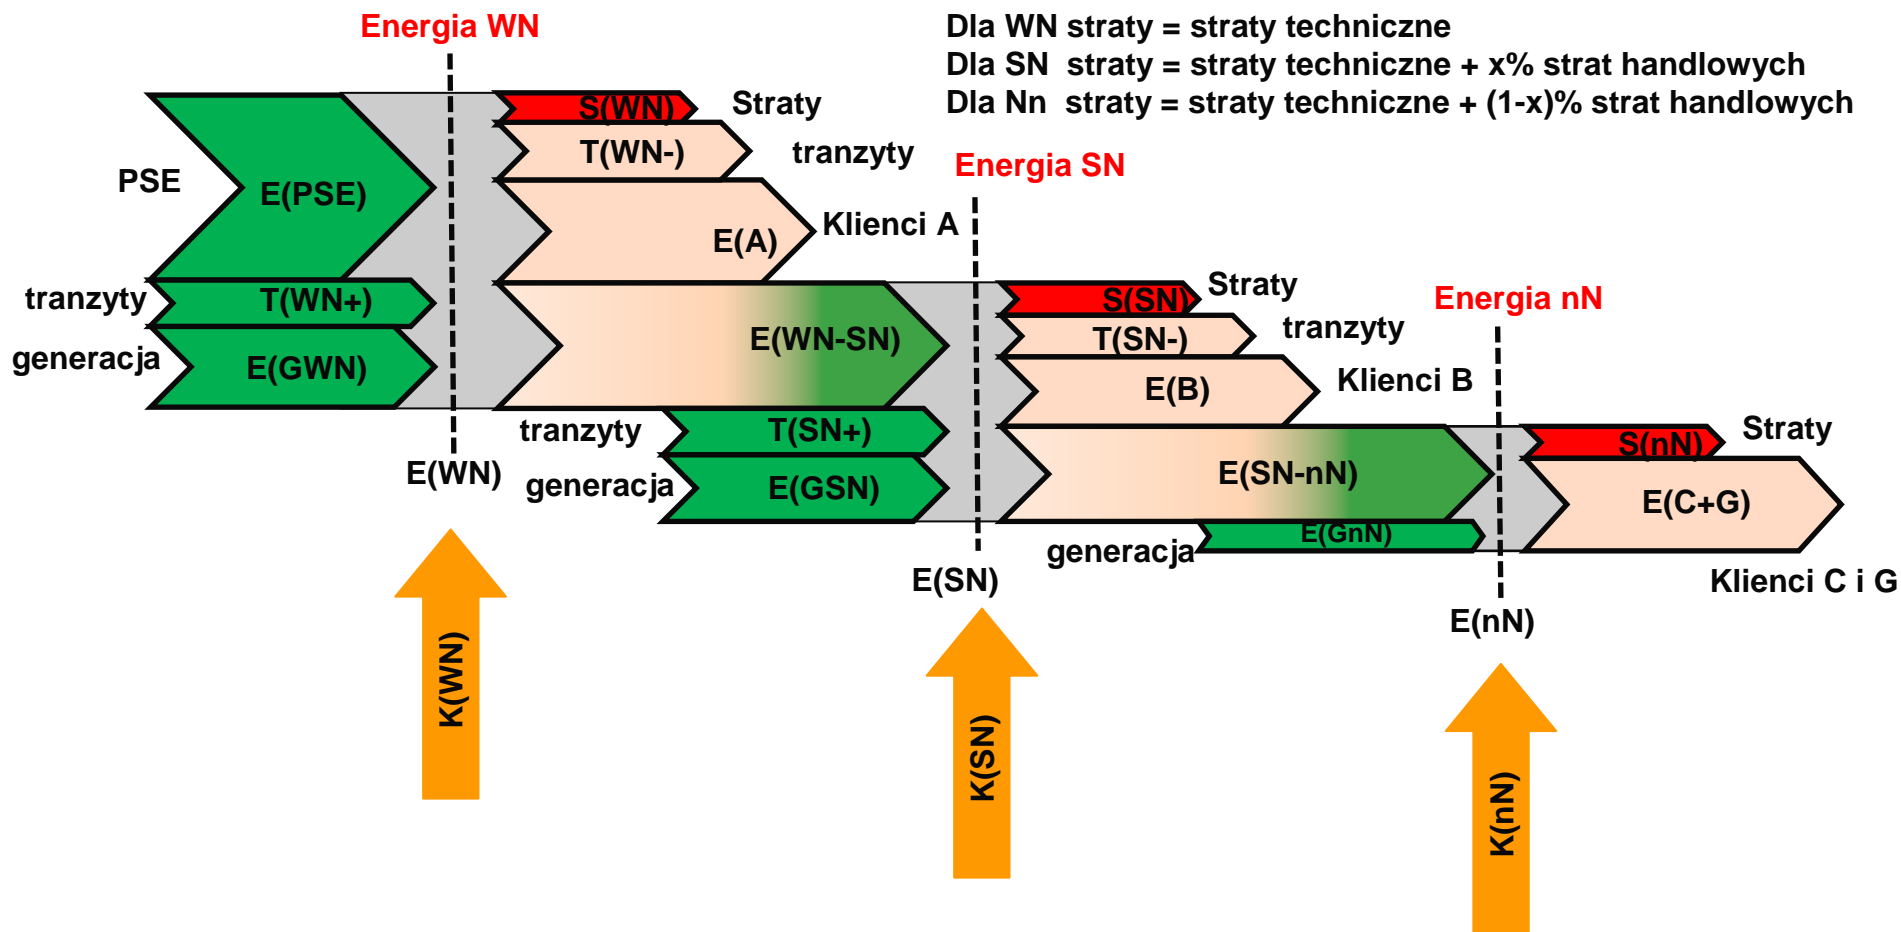 Energia WN
Dla WN straty = straty techniczne
Dla SN  straty = straty techniczne + x% strat handlowych
Dla Nn  straty = straty techniczne + (1-x)% strat handlowych
S(WN)
Straty
T(WN-)
tranzyty
Energia SN
PSE
E(PSE)
Klienci A
E(A)
tranzyty
T(WN+)
S(SN)
Straty
Energia nN
generacja
E(GWN)
E(WN-SN)
T(SN-)
tranzyty
E(B)
Klienci B
tranzyty
T(SN+)
S(nN)
Straty
E(WN)
generacja
E(GSN)
E(SN-nN)
E(C+G)
generacja
E(GnN)
E(SN)
Klienci C i G
E(nN)
K(WN)
K(SN)
K(nN)